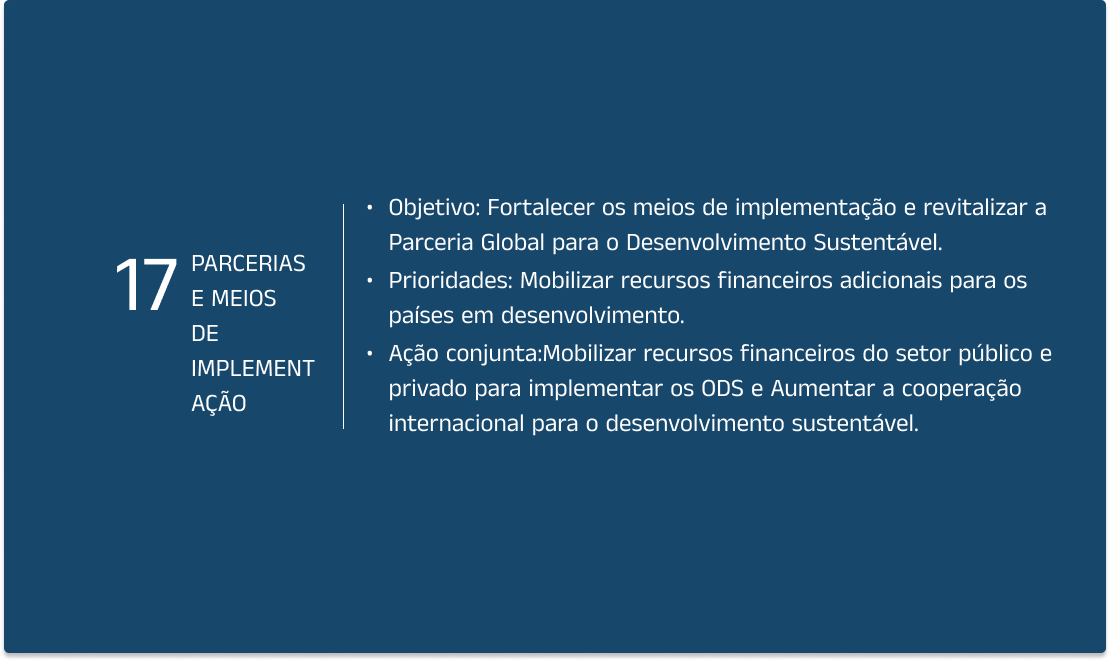 17
PARCERIAS
E MEIOS
DE
IMPLEMENT
AÇÃO
• Objetivo: Fortalecer os meios de implementação e revitalizar a
Parceria Global para o Desenvolvimento Sustentável.
• Prioridades: Mobilizar recursos financeiros adicionais para os
países em desenvolvimento.
• Ação conjunta:Mobilizar recursos financeiros do setor público e
privado para implementar os ODS e Aumentar a cooperação
internacional para o desenvolvimento sustentável.